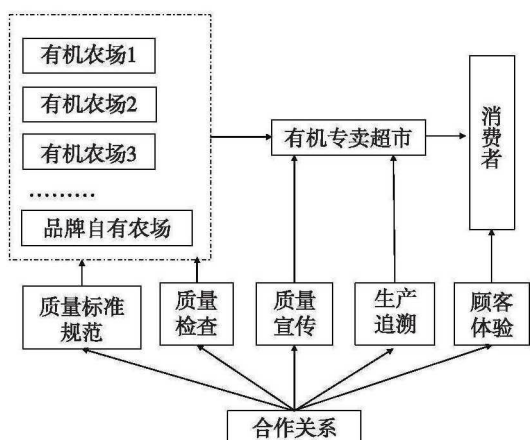 有机农场1
有机农场2
有机农场3
………
品牌自有农场
有机专卖超市
消费者
质量标准
规范
质量
检查
质量
宣传
生产
追溯
顾客
体验
合作关系